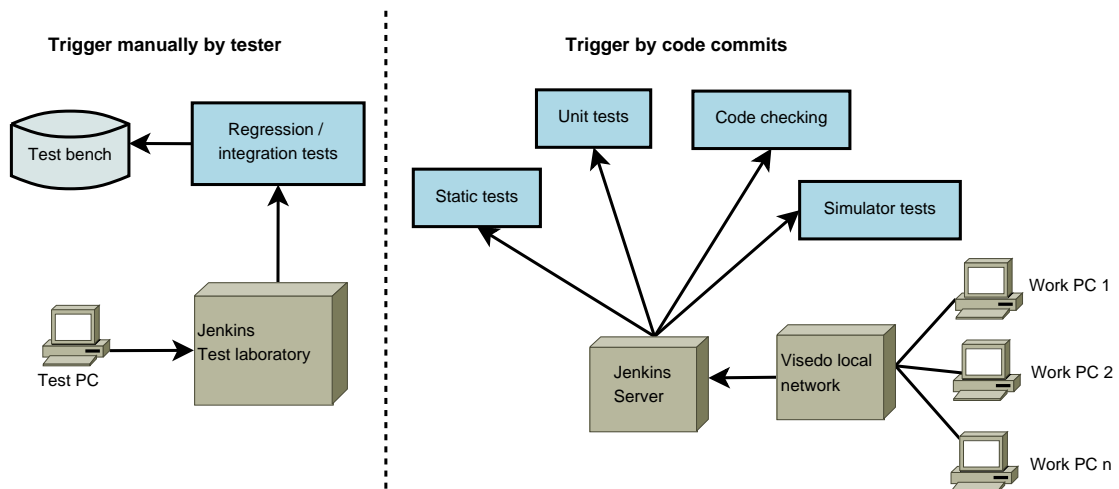 Trigger manually by tester
Test bench
Regression /
integration tests
Jenkins
Test laboratory
Test PC
Trigger by code commits
Unit tests
Code checking
Static tests
Simulator tests
Jenkins
Server
Visedo local
network
Work PC 1
Work PC 2
Work PC n